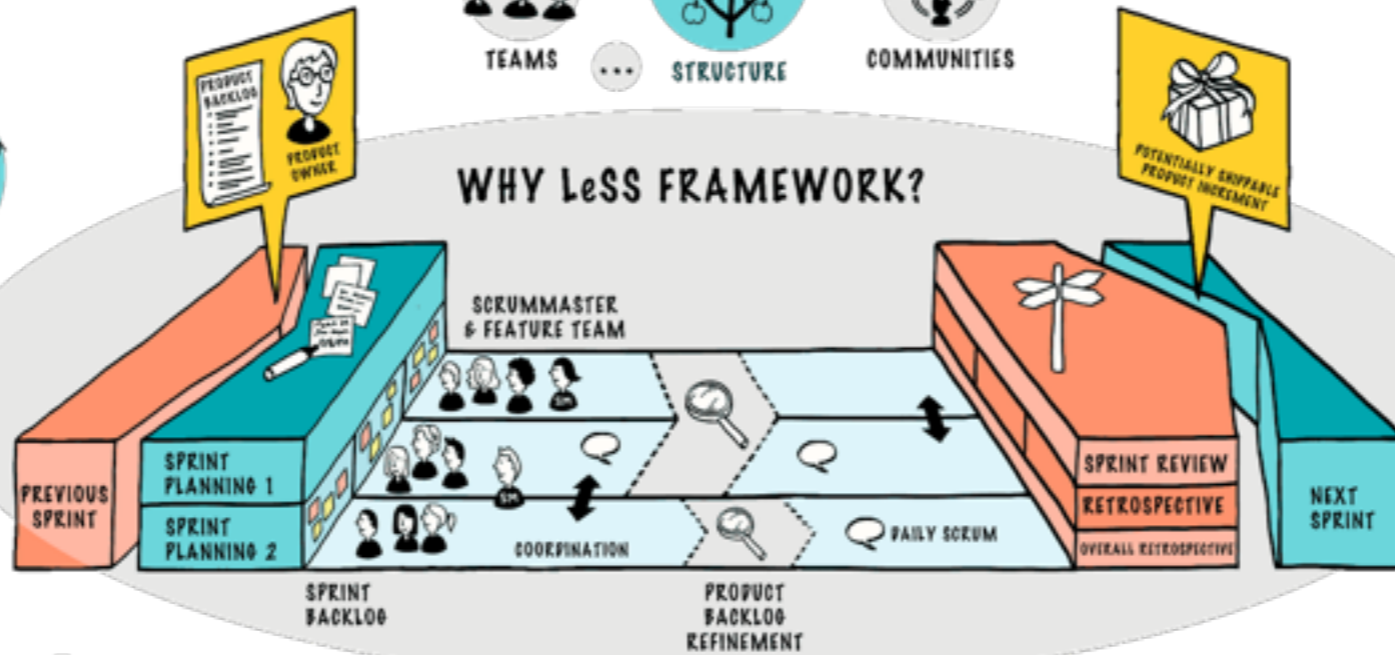 TEAMS
...
STRUCTURE
COMMUNITIES
PRODUCT
BACKLOG
PRODUCT
OWNER
POTENTIALLY SHIPPABLE
PRODUCT INCREMENT
WHY LeSS FRAMEWORK?
SCRUMMASTER
& FEATURE TEAM
SM
SM
SPRINT
PLANNING 1
SPRINT
PLANNING 2
PREVIOUS
SPRINT
COORDINATION
DAILY SCRUM
SPRINT REVIEW
RETROSPECTIVE
OVERALL RETROSPECTIVE
NEXT
SPRINT
SPRINT
BACKLOG
PRODUCT
BACKLOG
REFINEMENT